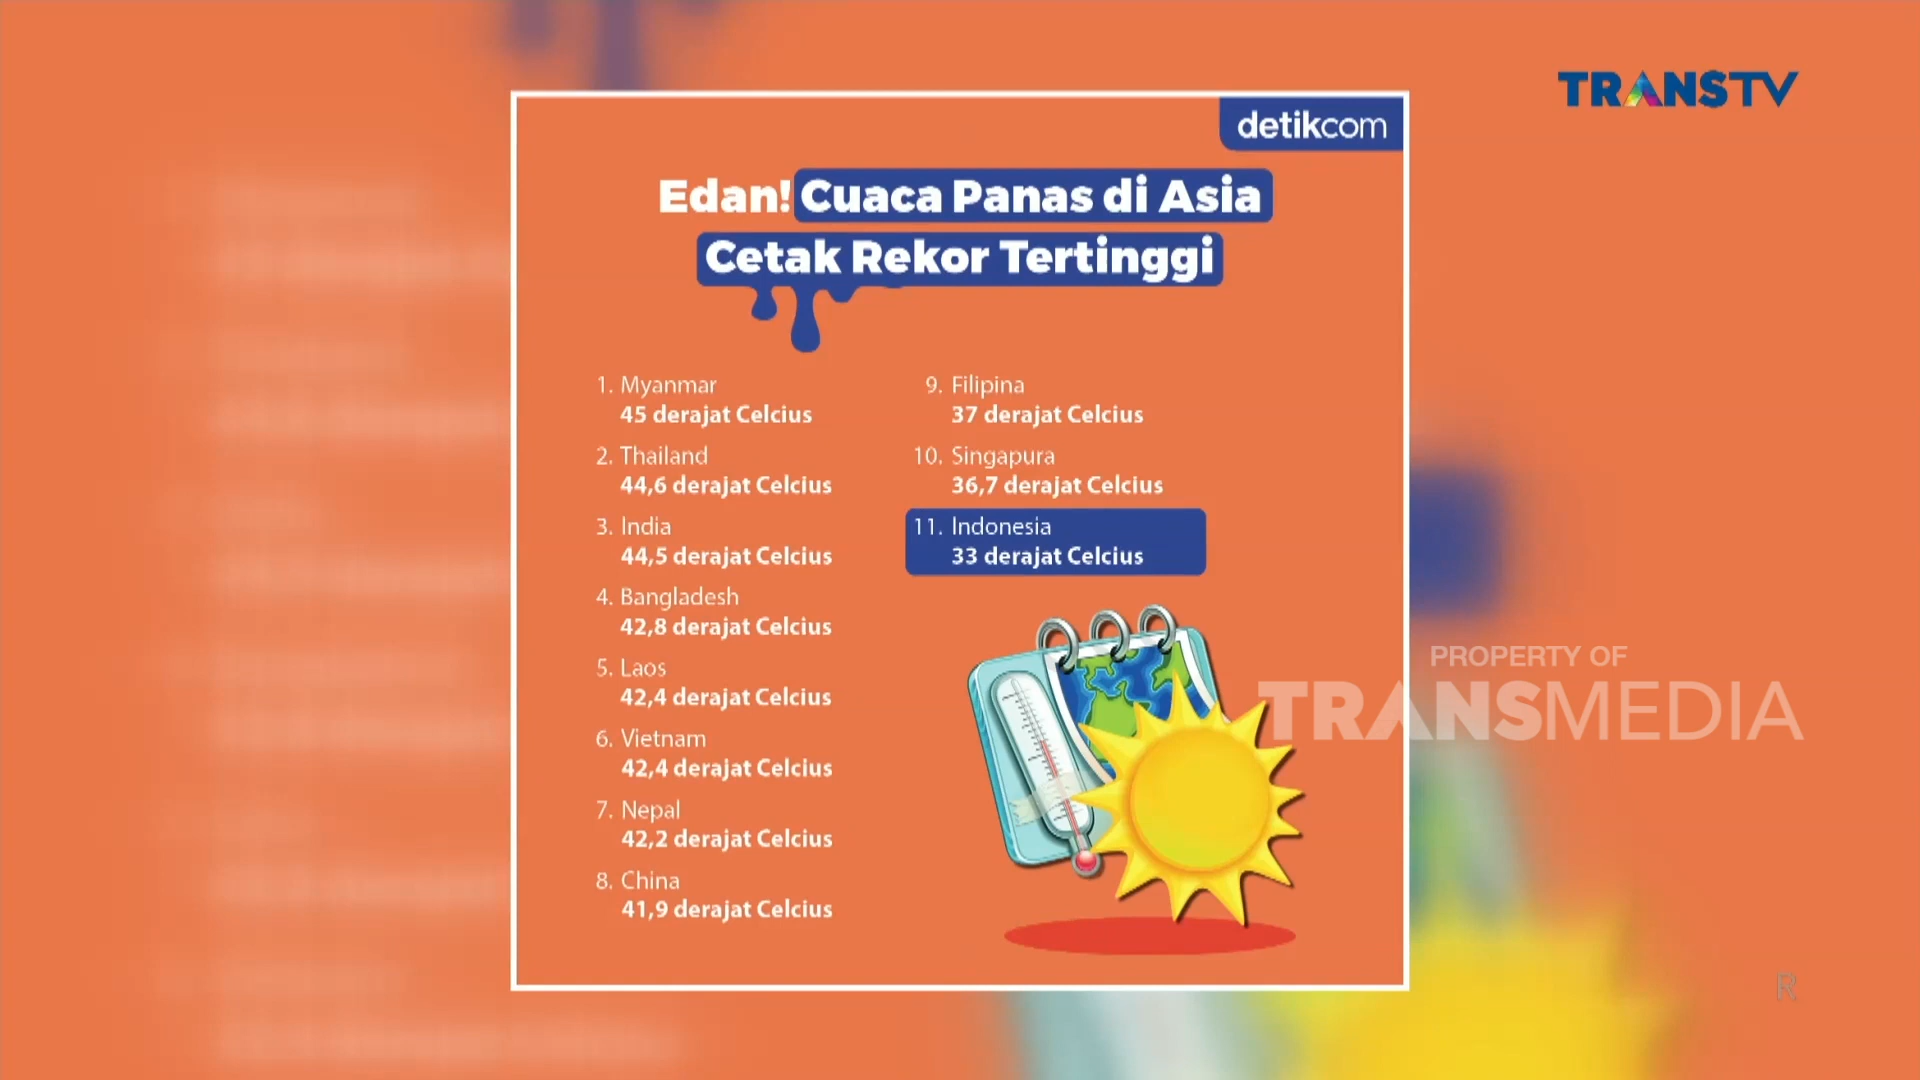 TRANSTV
detikcom
Edan! Cuaca Panas di Asia
Cetak Rekor Tertinggi
1. Myanmar
45 derajat Celcius
2. Thailand
44,6 derajat Celcius
3. India
44,5 derajat Celcius
4. Bangladesh
42,8 derajat Celcius
5. Laos
42,4 derajat Celcius
6. Vietnam
42,4 derajat Celcius
7. Nepal
42,2 derajat Celcius
8. China
41,9 derajat Celcius
9. Filipina
37 derajat Celcius
10. Singapura
36,7 derajat Celcius
11. Indonesia
33 derajat Celcius
PROPERTY OF
TRANSMEDIA
R